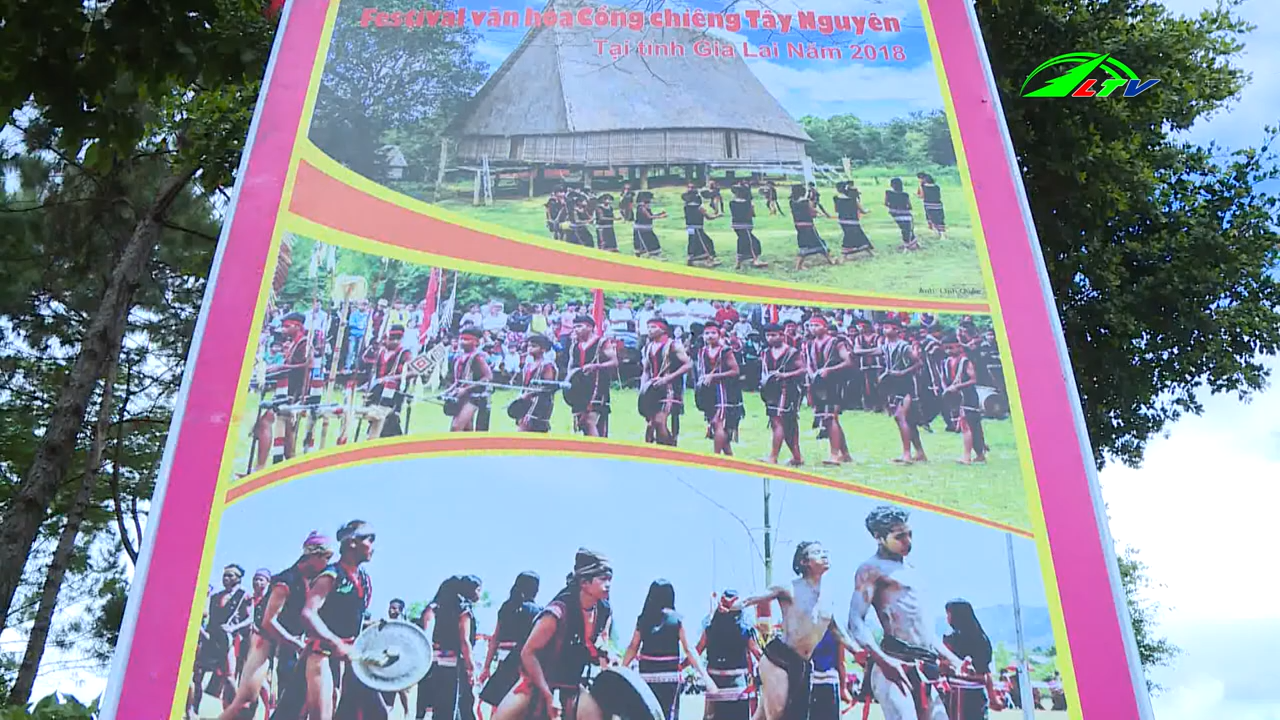 Festival văn hóa Cồng chiêng Tây Nguyên
Tại tỉnh Gia Lai Năm 2018
LTV